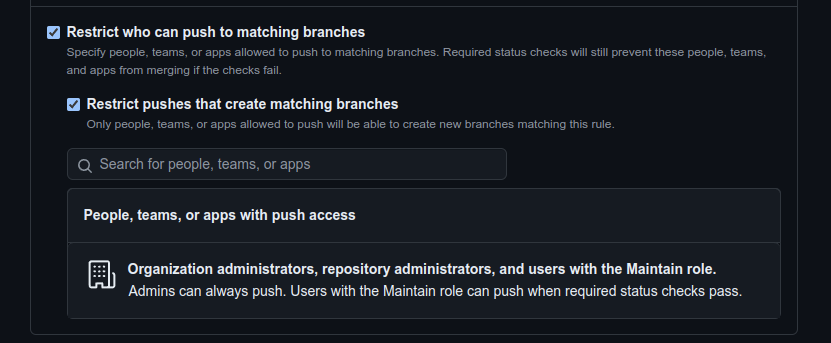 Restrict who can push to matching branches
Specify people, teams, or apps allowed to push to matching branches. Required status checks will still prevent these people, teams,
and apps from merging if the checks fail.
Restrict pushes that create matching branches
Only people, teams, or apps allowed to push will be able to create new branches matching this rule.
Search for people, teams, or apps
People, teams, or apps with push access
Organization administrators, repository administrators, and users with the Maintain role.
Admins can always push. Users with the Maintain role can push when required status checks pass.